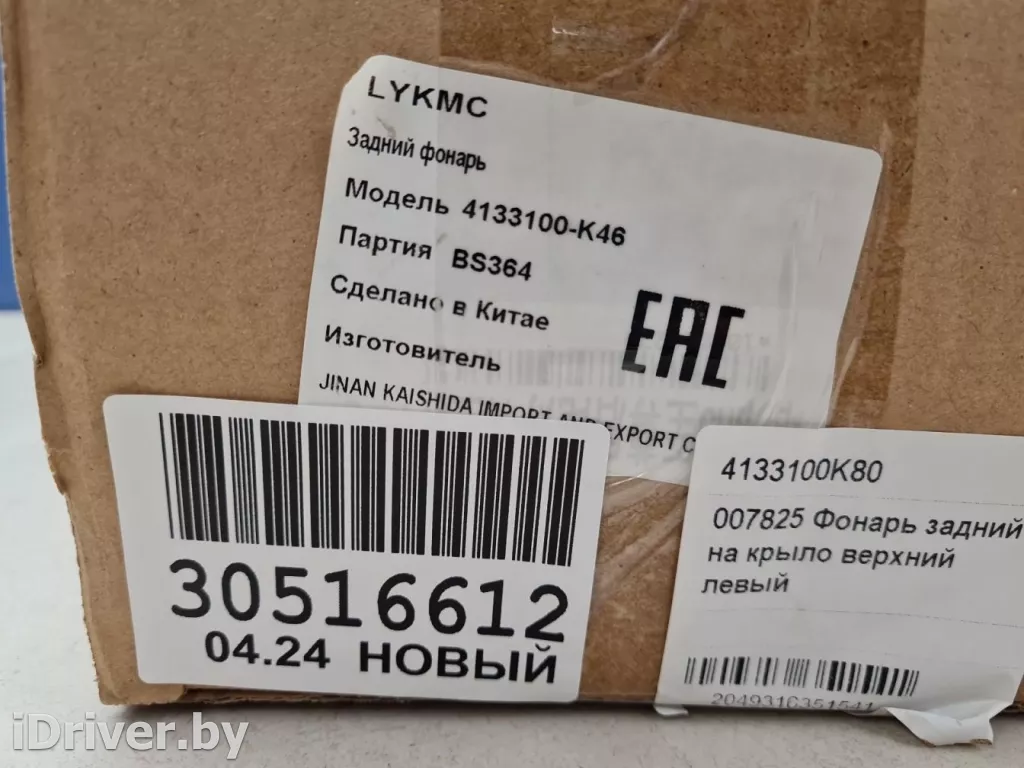 LYKMC
Задний фонарь
Модель 4133100-K46
Партия BS364
Сделано в Китае
Изготовитель
JINAN KAISHIDA IMPORT AND EXPORT C
EAC
30516612
04.24 НОВЫЙ
4133100K80
007825 Фонарь задний
на крыло верхний
левый
2049316351541
iDriver.by